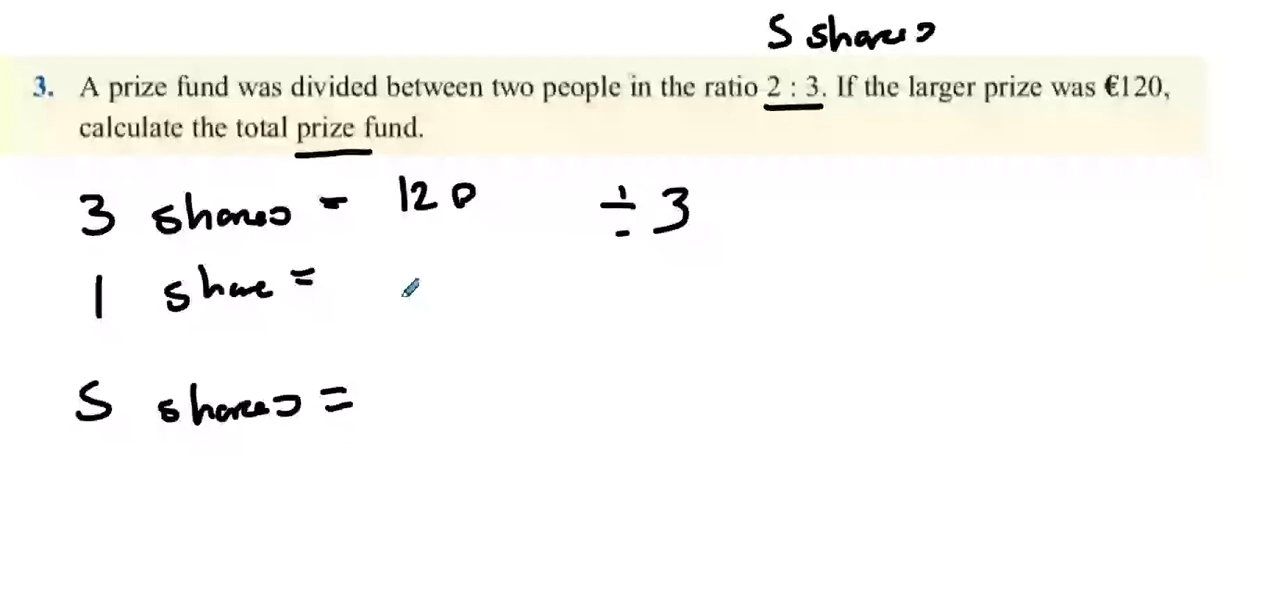 5 shares
3. A prize fund was divided between two people in the ratio 2 : 3. If the larger prize was €120,
calculate the total prize fund.
3 shares = 120 ÷ 3
1 share =
5 shares =